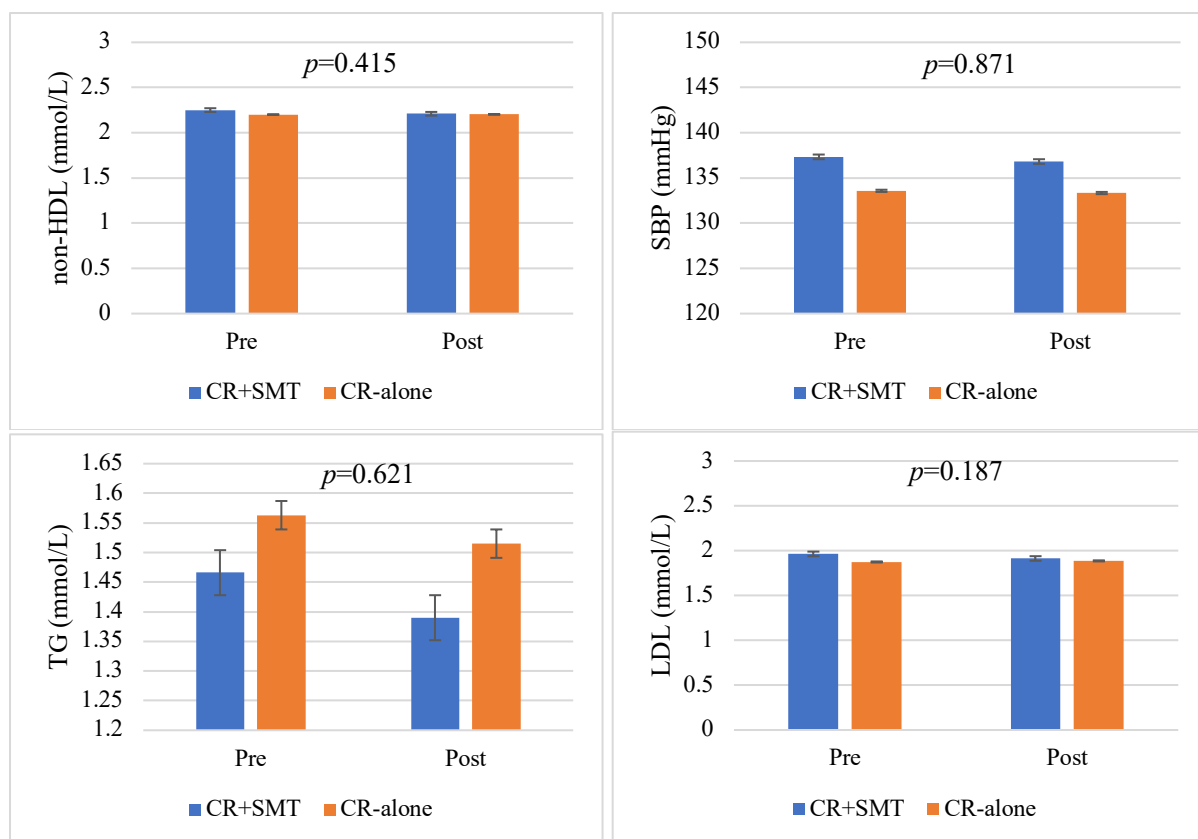 3
2.5
2
1.5
1
0.5
0
non-HDL (mmol/L)
p=0.415
Pre
Post
CR+SMT
CR-alone
150
145
140
135
130
125
120
SBP (mmHg)
p=0.871
Pre
Post
CR+SMT
CR-alone
1.65
1.6
1.55
1.5
1.45
1.4
1.35
1.3
1.25
1.2
TG (mmol/L)
p=0.621
Pre
Post
CR+SMT
CR-alone
3
2.5
2
1.5
1
0.5
0
LDL (mmol/L)
p=0.187
Pre
Post
CR+SMT
CR-alone